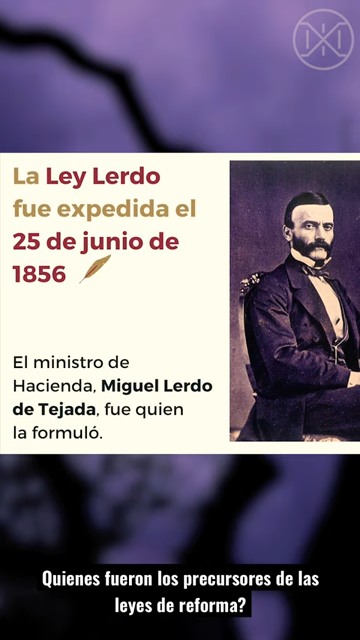 La Ley Lerdo
fue expedida el
25 de junio de
1856
El ministro de
Hacienda, Miguel Lerdo
de Tejada, fue quien
la formuló.
Quienes fueron los precursores de las
leyes de reforma?